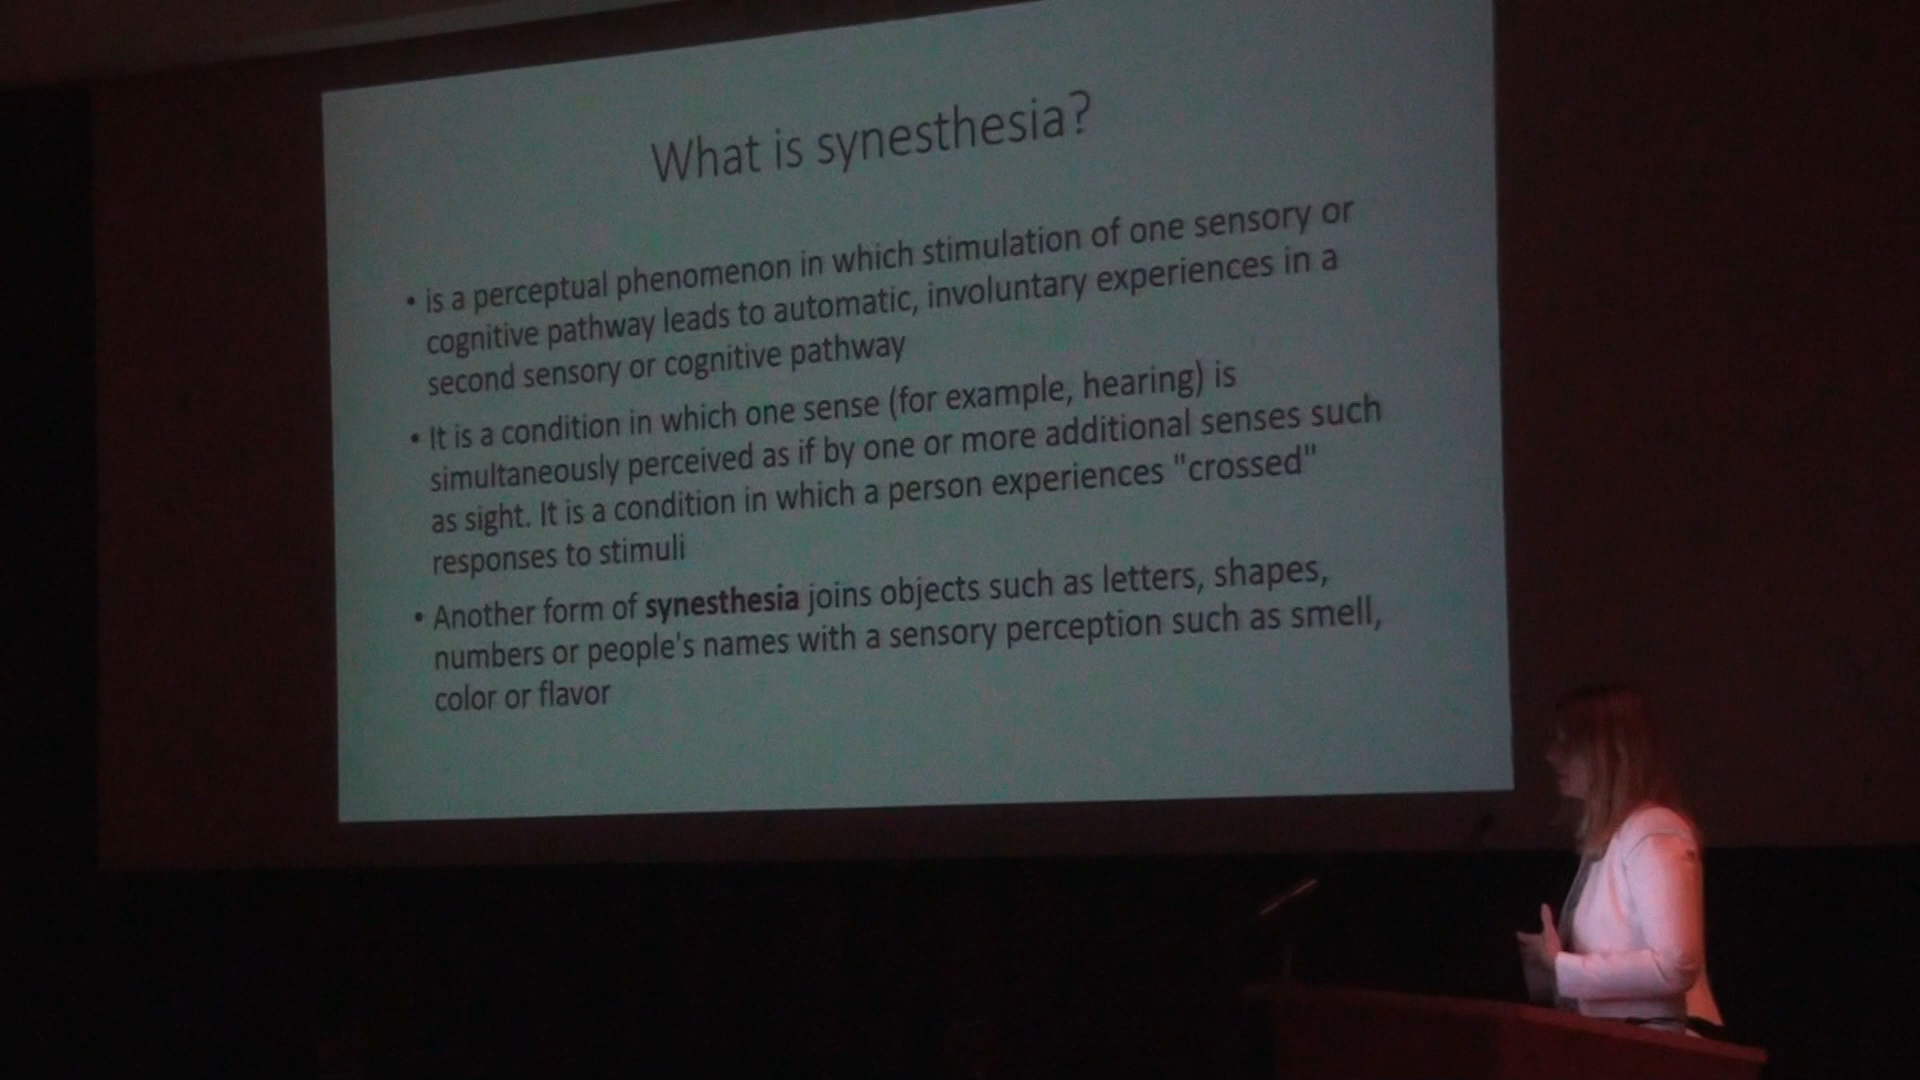 What is synesthesia?
• is a perceptual phenomenon in which stimulation of one sensory or
cognitive pathway leads to automatic, involuntary experiences in a
second sensory or cognitive pathway
• It is a condition in which one sense (for example, hearing) is
simultaneously perceived as if by one or more additional senses such
as sight. It is a condition in which a person experiences "crossed"
responses to stimuli
• Another form of synesthesia joins objects such as letters, shapes,
numbers or people's names with a sensory perception such as smell,
color or flavor